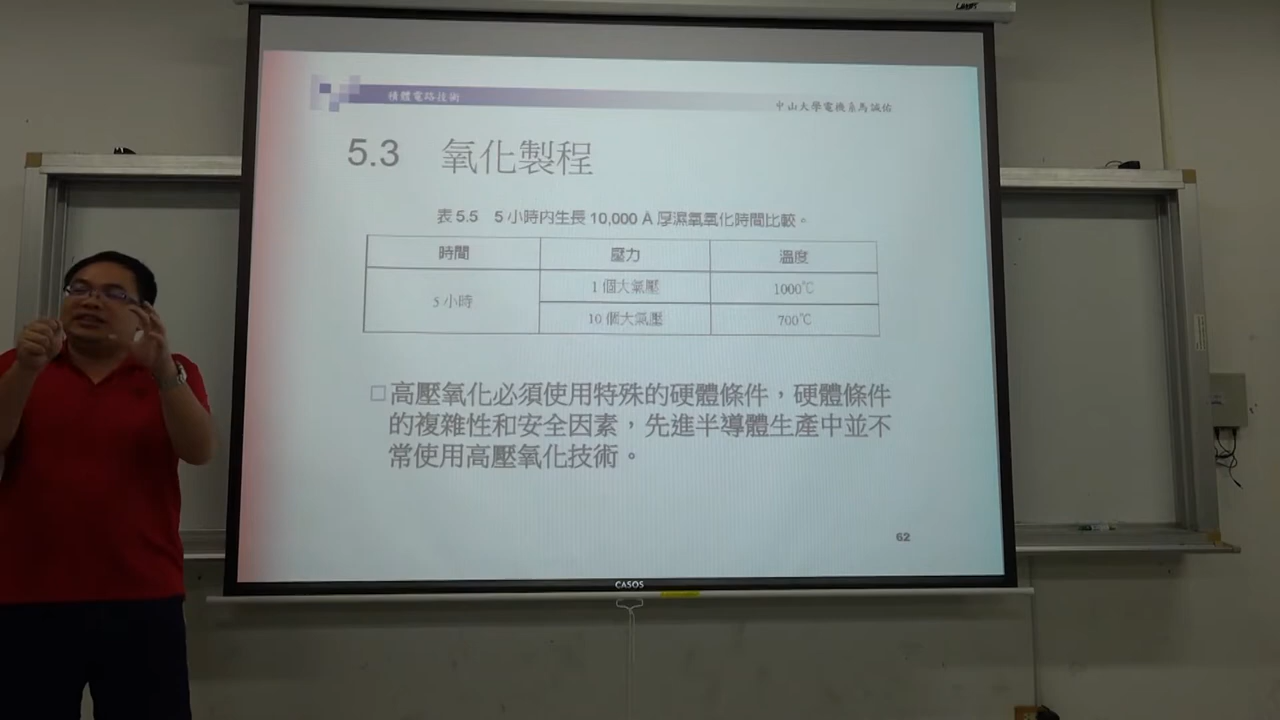 積體電路技術
中山大學電機系馬誠佑
5.3 氧化製程
表 5.5 5 小時內生長 10,000 Å 厚濕氧氧化時間比較。
時間 壓力 溫度
5 小時 1 個大氣壓 1000℃
10 個大氣壓 700℃
□高壓氧化必須使用特殊的硬體條件，硬體條件
的複雜性和安全因素，先進半導體生產中並不
常使用高壓氧化技術。
62
CASOS